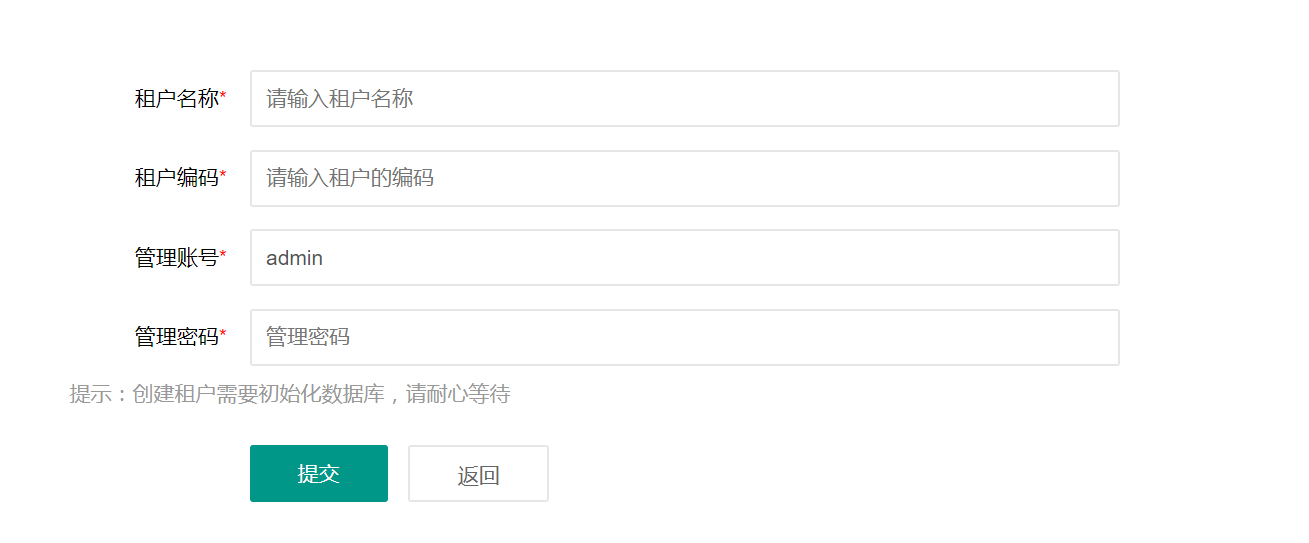 租户名称* 请输入租户名称
租户编码* 请输入租户的编码
管理账号* admin
管理密码* 管理密码
提示：创建租户需要初始化数据库，请耐心等待
提交 返回